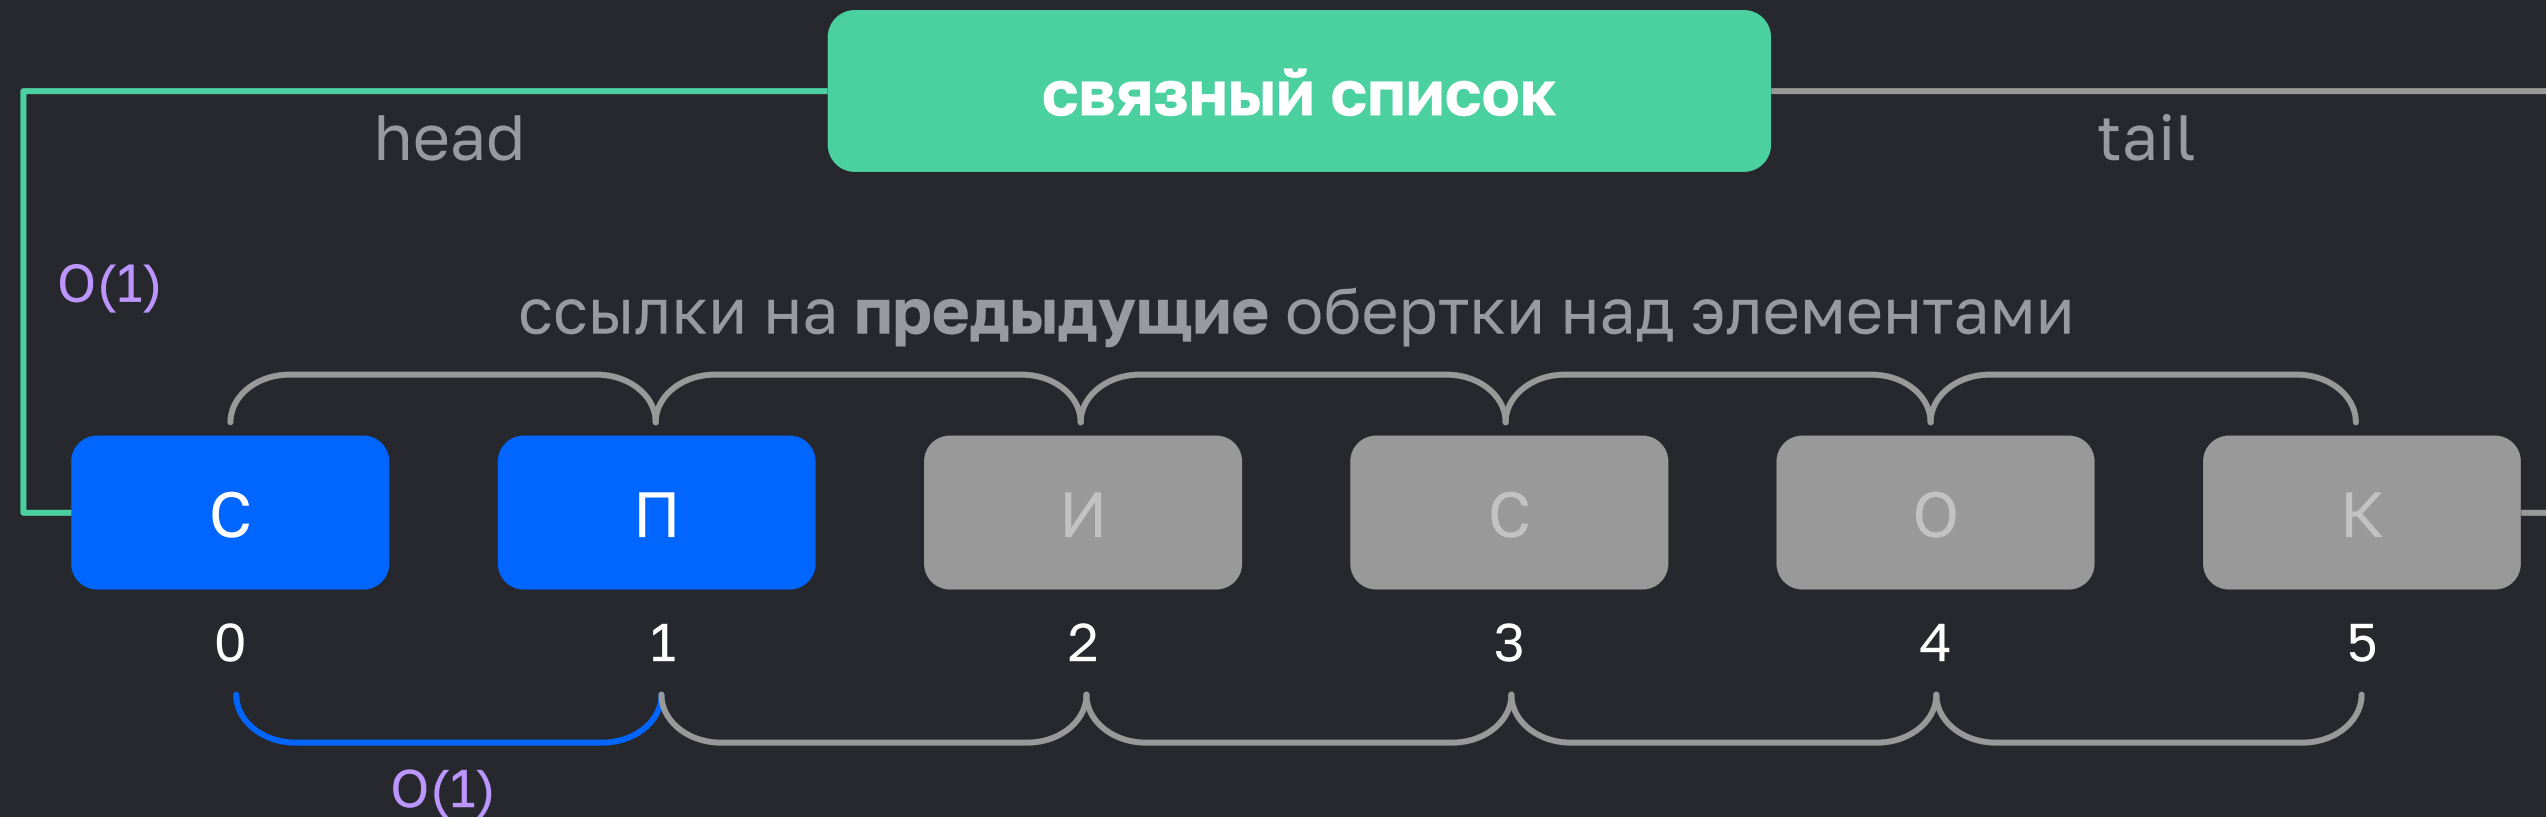 связный список
head
tail
O(1)
ссылки на предыдущие обертки над элементами
С
П
И
С
О
К
0
1
2
3
4
5
O(1)